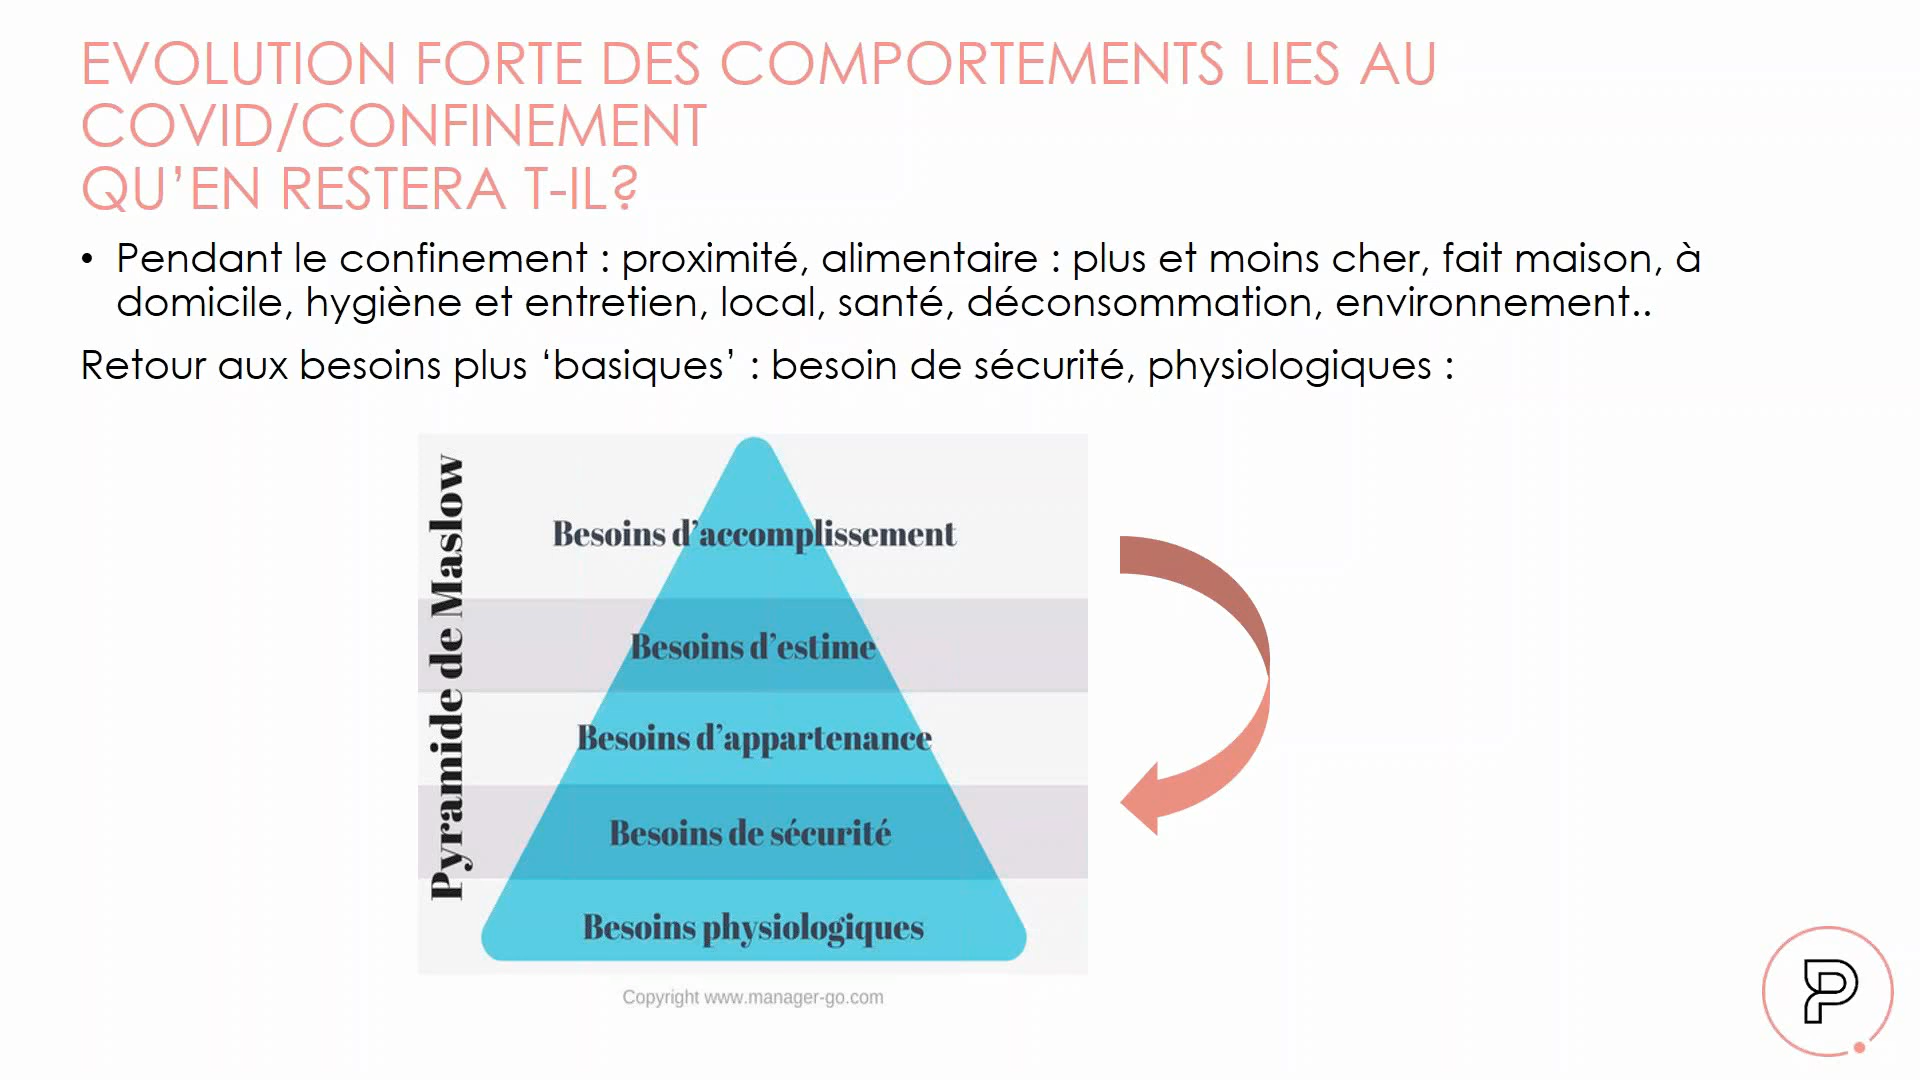 EVOLUTION FORTE DES COMPORTEMENTS LIES AU
COVID/CONFINEMENT
QU’EN RESTERA T-IL?
• Pendant le confinement : proximité, alimentaire : plus et moins cher, fait maison, à
domicile, hygiène et entretien, local, santé, déconsommation, environnement..
Retour aux besoins plus ‘basiques’ : besoin de sécurité, physiologiques :
Pyramide de Maslow
Besoins d’accomplissement
Besoins d’estime
Besoins d’appartenance
Besoins de sécurité
Besoins physiologiques
Copyright www.manager-go.com
P